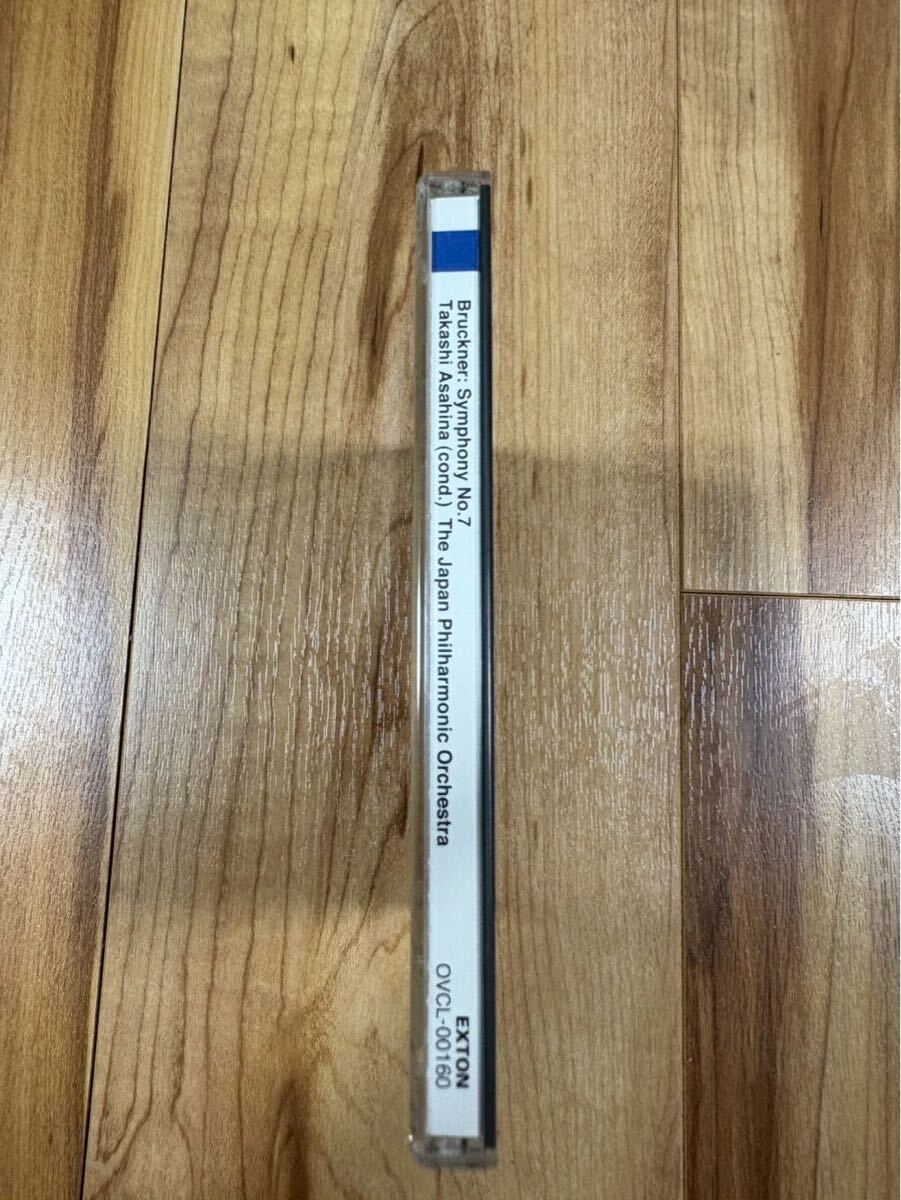 Bruckner: Symphony No.7
Takashi Asahina (cond.) The Japan Philharmonic Orchestra
EXTON
OVCL-00160